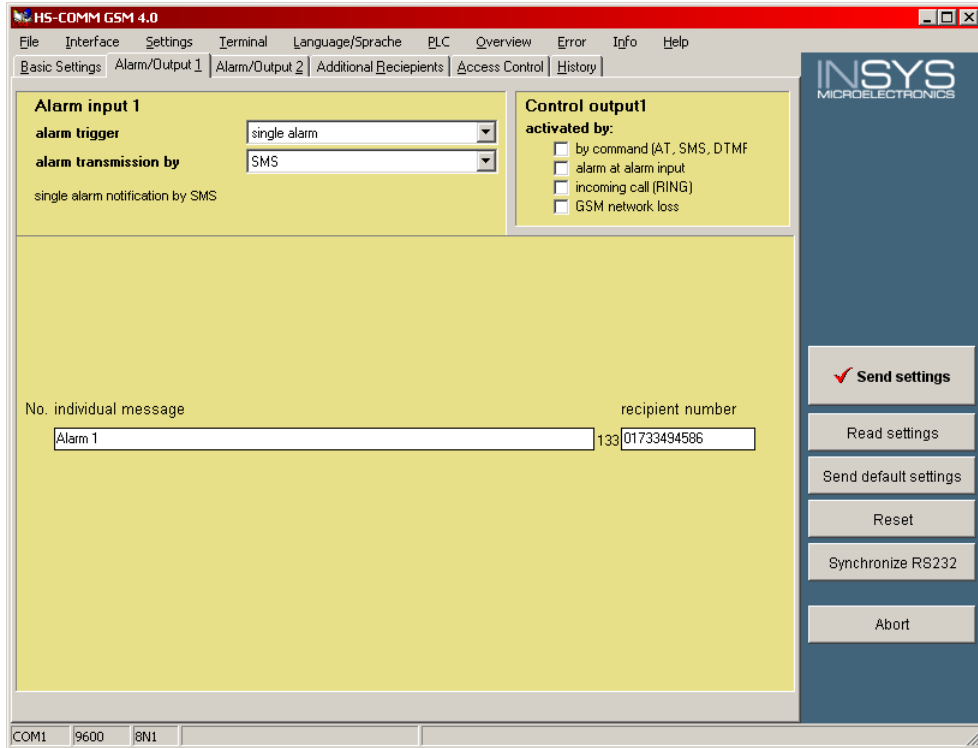 HS-COMM GSM 4.0
File Interface Settings Terminal Language/Sprache PLC Overview Error Info Help
Basic Settings Alarm/Output 1 Alarm/Output 2 Additional Reciepients Access Control History
INSYS
MICROELECTRONICS
Alarm input 1
alarm trigger single alarm
alarm transmission by SMS
single alarm notification by SMS
Control output1
activated by:
by command (AT, SMS, DTMF
alarm at alarm input
incoming call (RING)
GSM network loss
No. individual message recipient number
Alarm 1 133 01733494586
Send settings
Read settings
Send default settings
Reset
Synchronize RS232
Abort
COM1 9600 8N1